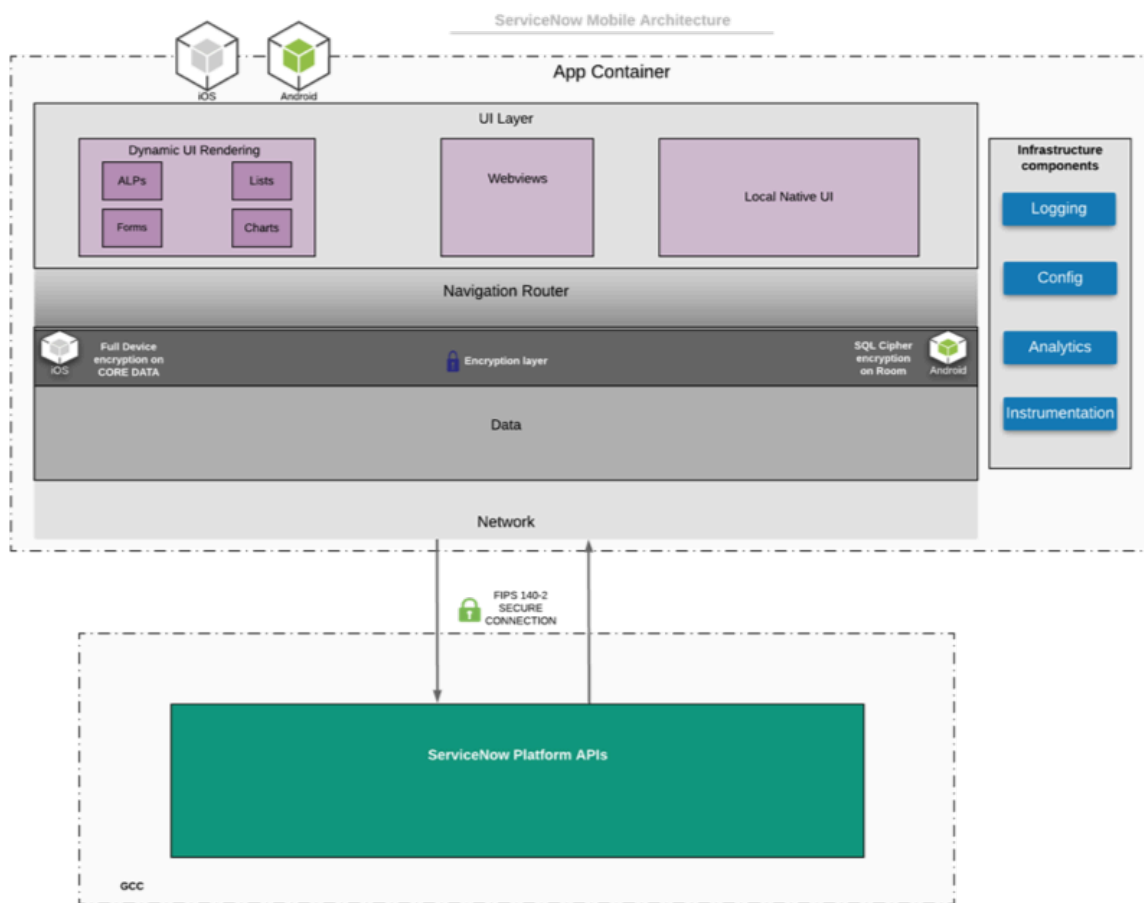 ServiceNow Mobile Architecture
App Container
iOS
Android
UI Layer
Dynamic UI Rendering
ALPs
Lists
Forms
Charts
Webviews
Local Native UI
Infrastructure
components
Logging
Config
Analytics
Instrumentation
Navigation Router
iOS
Full Device
encryption on
CORE DATA
Encryption layer
SQL Cipher
encryption
on Room
Android
Data
Network
FIPS 140-2
SECURE
CONNECTION
ServiceNow Platform APIs
GCC